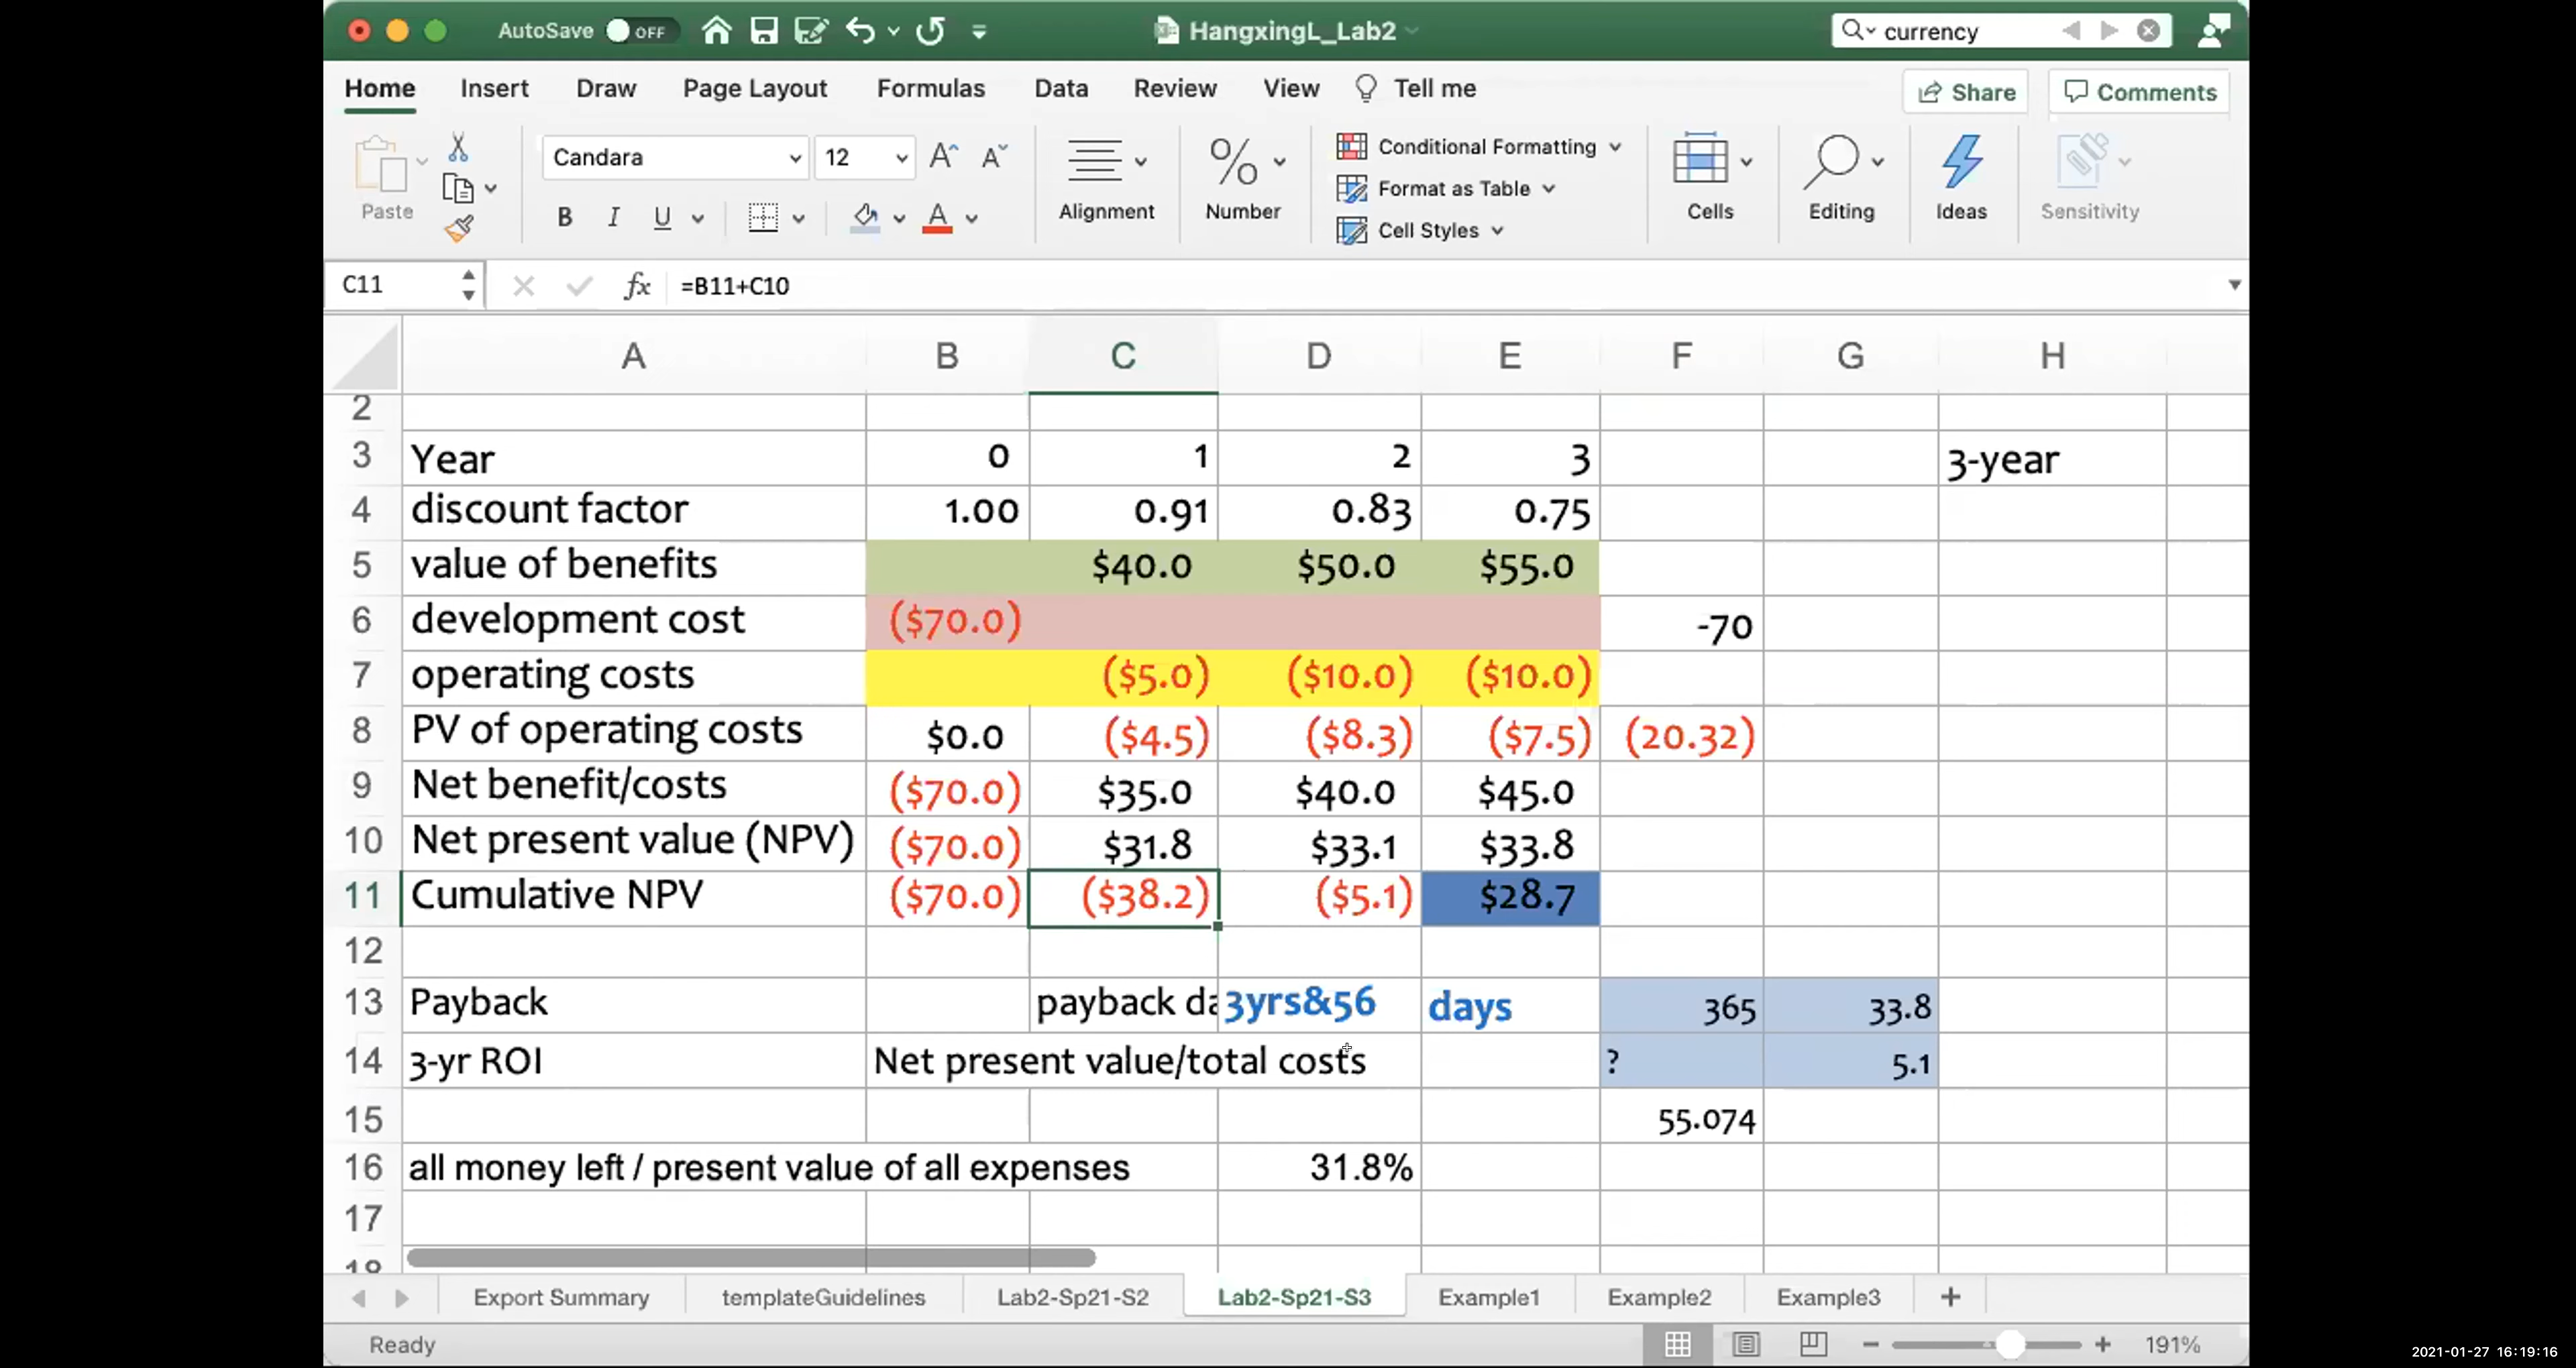 AutoSave OFF HangxingL_Lab2 currency
Home Insert Draw Page Layout Formulas Data Review View Tell me Share Comments
Paste Candara 12 A A Alignment % Number Conditional Formatting Cells Editing Ideas Sensitivity
Format as Table
B I U A Cell Styles
C11 fx =B11+C10
A B C D E F G H
2
3 Year 0 1 2 3 3-year
4 discount factor 1.00 0.91 0.83 0.75
5 value of benefits $40.0 $50.0 $55.0
6 development cost ($70.0) -70
7 operating costs ($5.0) ($10.0) ($10.0)
8 PV of operating costs $0.0 ($4.5) ($8.3) ($7.5) (20.32)
9 Net benefit/costs ($70.0) $35.0 $40.0 $45.0
10 Net present value (NPV) ($70.0) $31.8 $33.1 $33.8
11 Cumulative NPV ($70.0) ($38.2) ($5.1) $28.7
12
13 Payback payback da 3yrs&56 days 365 33.8
14 3-yr ROI Net present value/total costs ? 5.1
15 55.074
16 all money left / present value of all expenses 31.8%
17
18
Export Summary templateGuidelines Lab2-Sp21-S2 Lab2-Sp21-S3 Example1 Example2 Example3 +
Ready 191%
2021-01-27 16:19:16